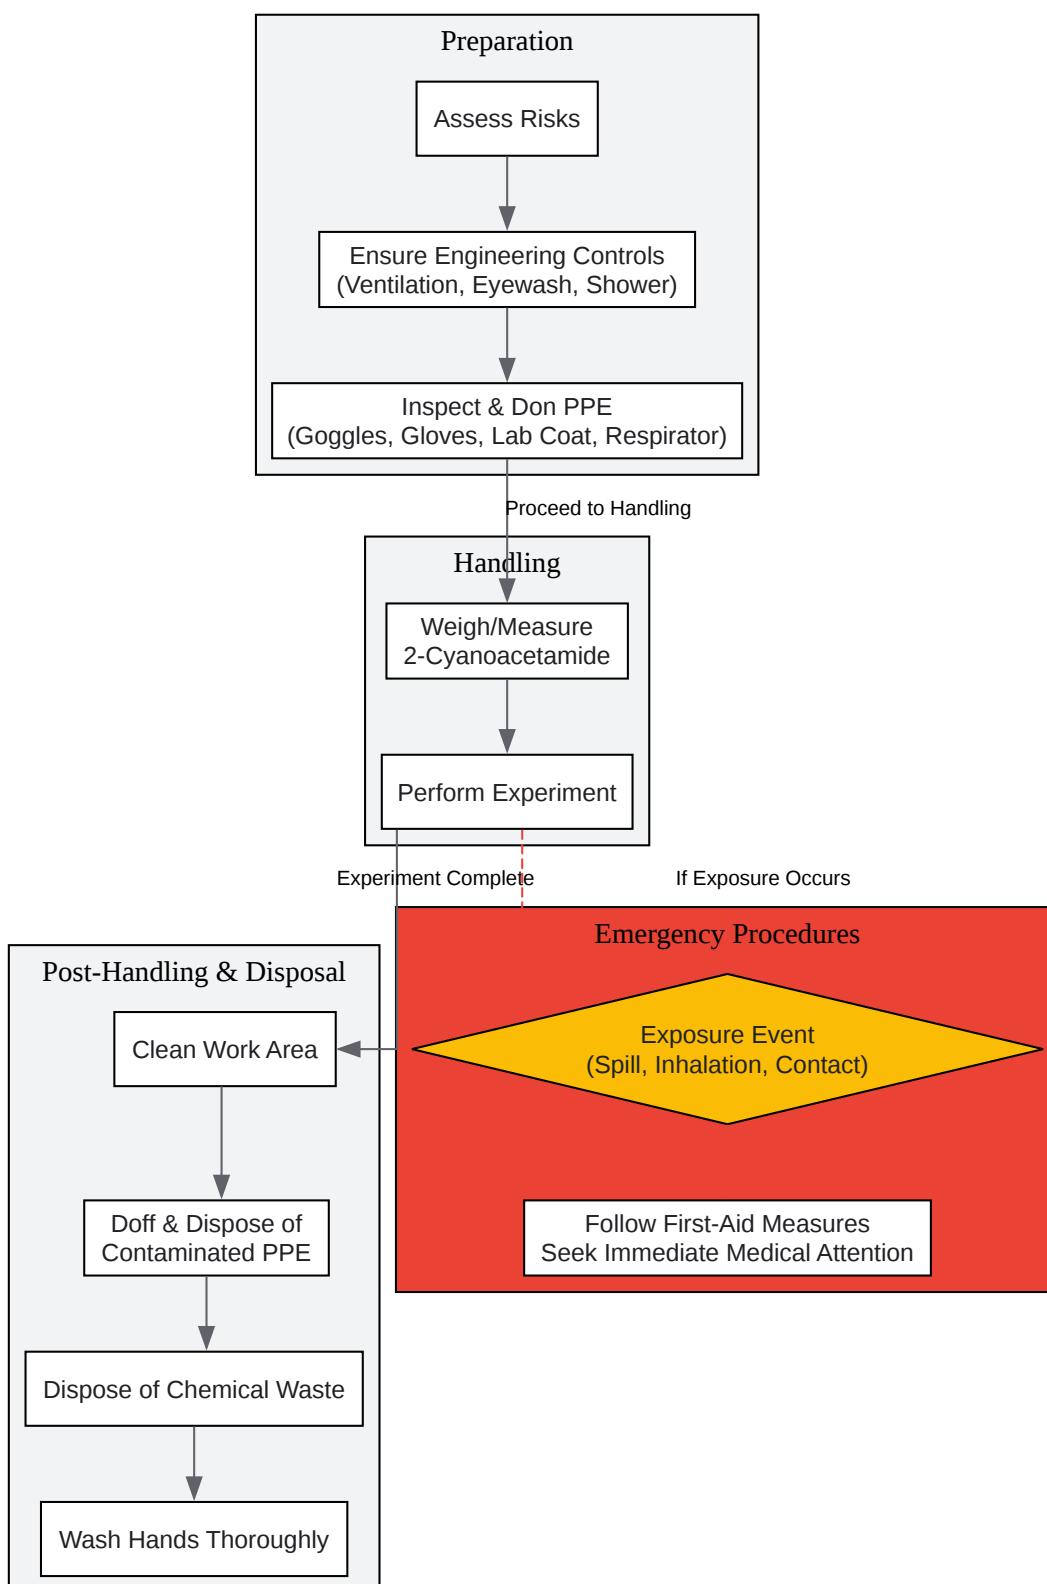 Preparation
Assess Risks
Ensure Engineering Controls
(Ventilation, Eyewash, Shower)
Inspect & Don PPE
(Goggles, Gloves, Lab Coat, Respirator)
Proceed to Handling
Handling
Weigh/Measure
2-Cyanoacetamide
Perform Experiment
Experiment Complete
If Exposure Occurs
Emergency Procedures
Exposure Event
(Spill, Inhalation, Contact)
Follow First-Aid Measures
Seek Immediate Medical Attention
Post-Handling & Disposal
Clean Work Area
Doff & Dispose of
Contaminated PPE
Dispose of Chemical Waste
Wash Hands Thoroughly